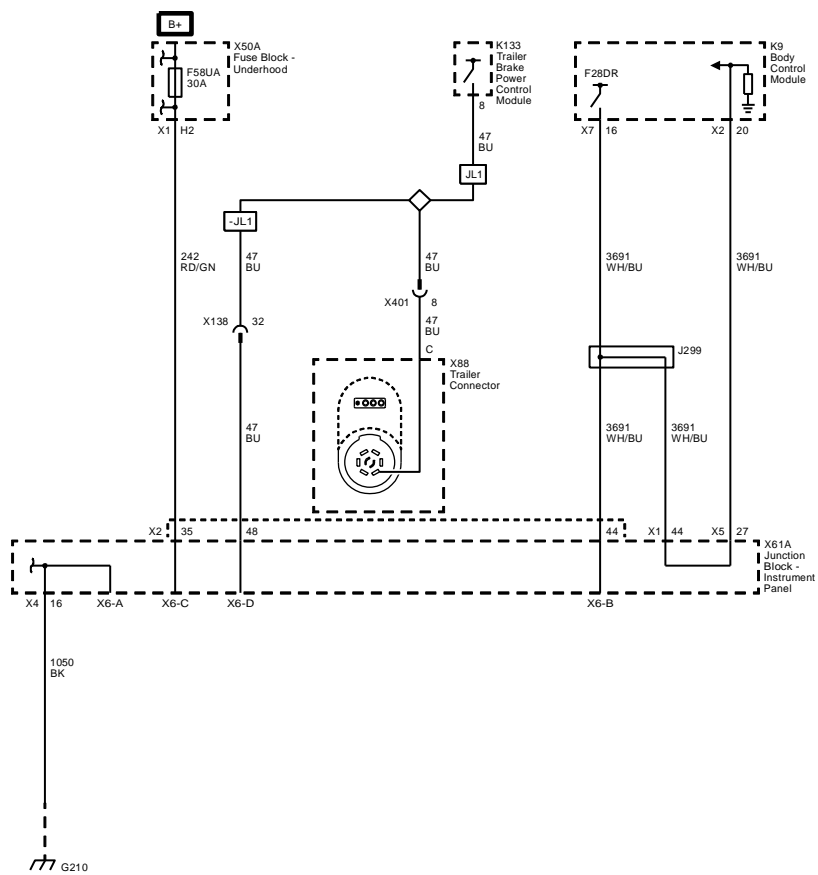 B+
X50A
Fuse Block -
Underhood
F58UA
30A
X1 H2
K133
Trailer
Brake
Power
Control
Module
8
K9
Body
Control
Module
F28DR
X7 16
X2 20
47
BU
JL1
-JL1
242
RD/GN
47
BU
47
BU
3691
WH/BU
3691
WH/BU
X401 8
X138 32
47
BU
C
X88
Trailer
Connector
J299
47
BU
3691
WH/BU
3691
WH/BU
X2 35
48
44
X1 44
X5 27
X61A
Junction
Block -
Instrument
Panel
X4 16
X6-A
X6-C
X6-D
X6-B
1050
BK
G210